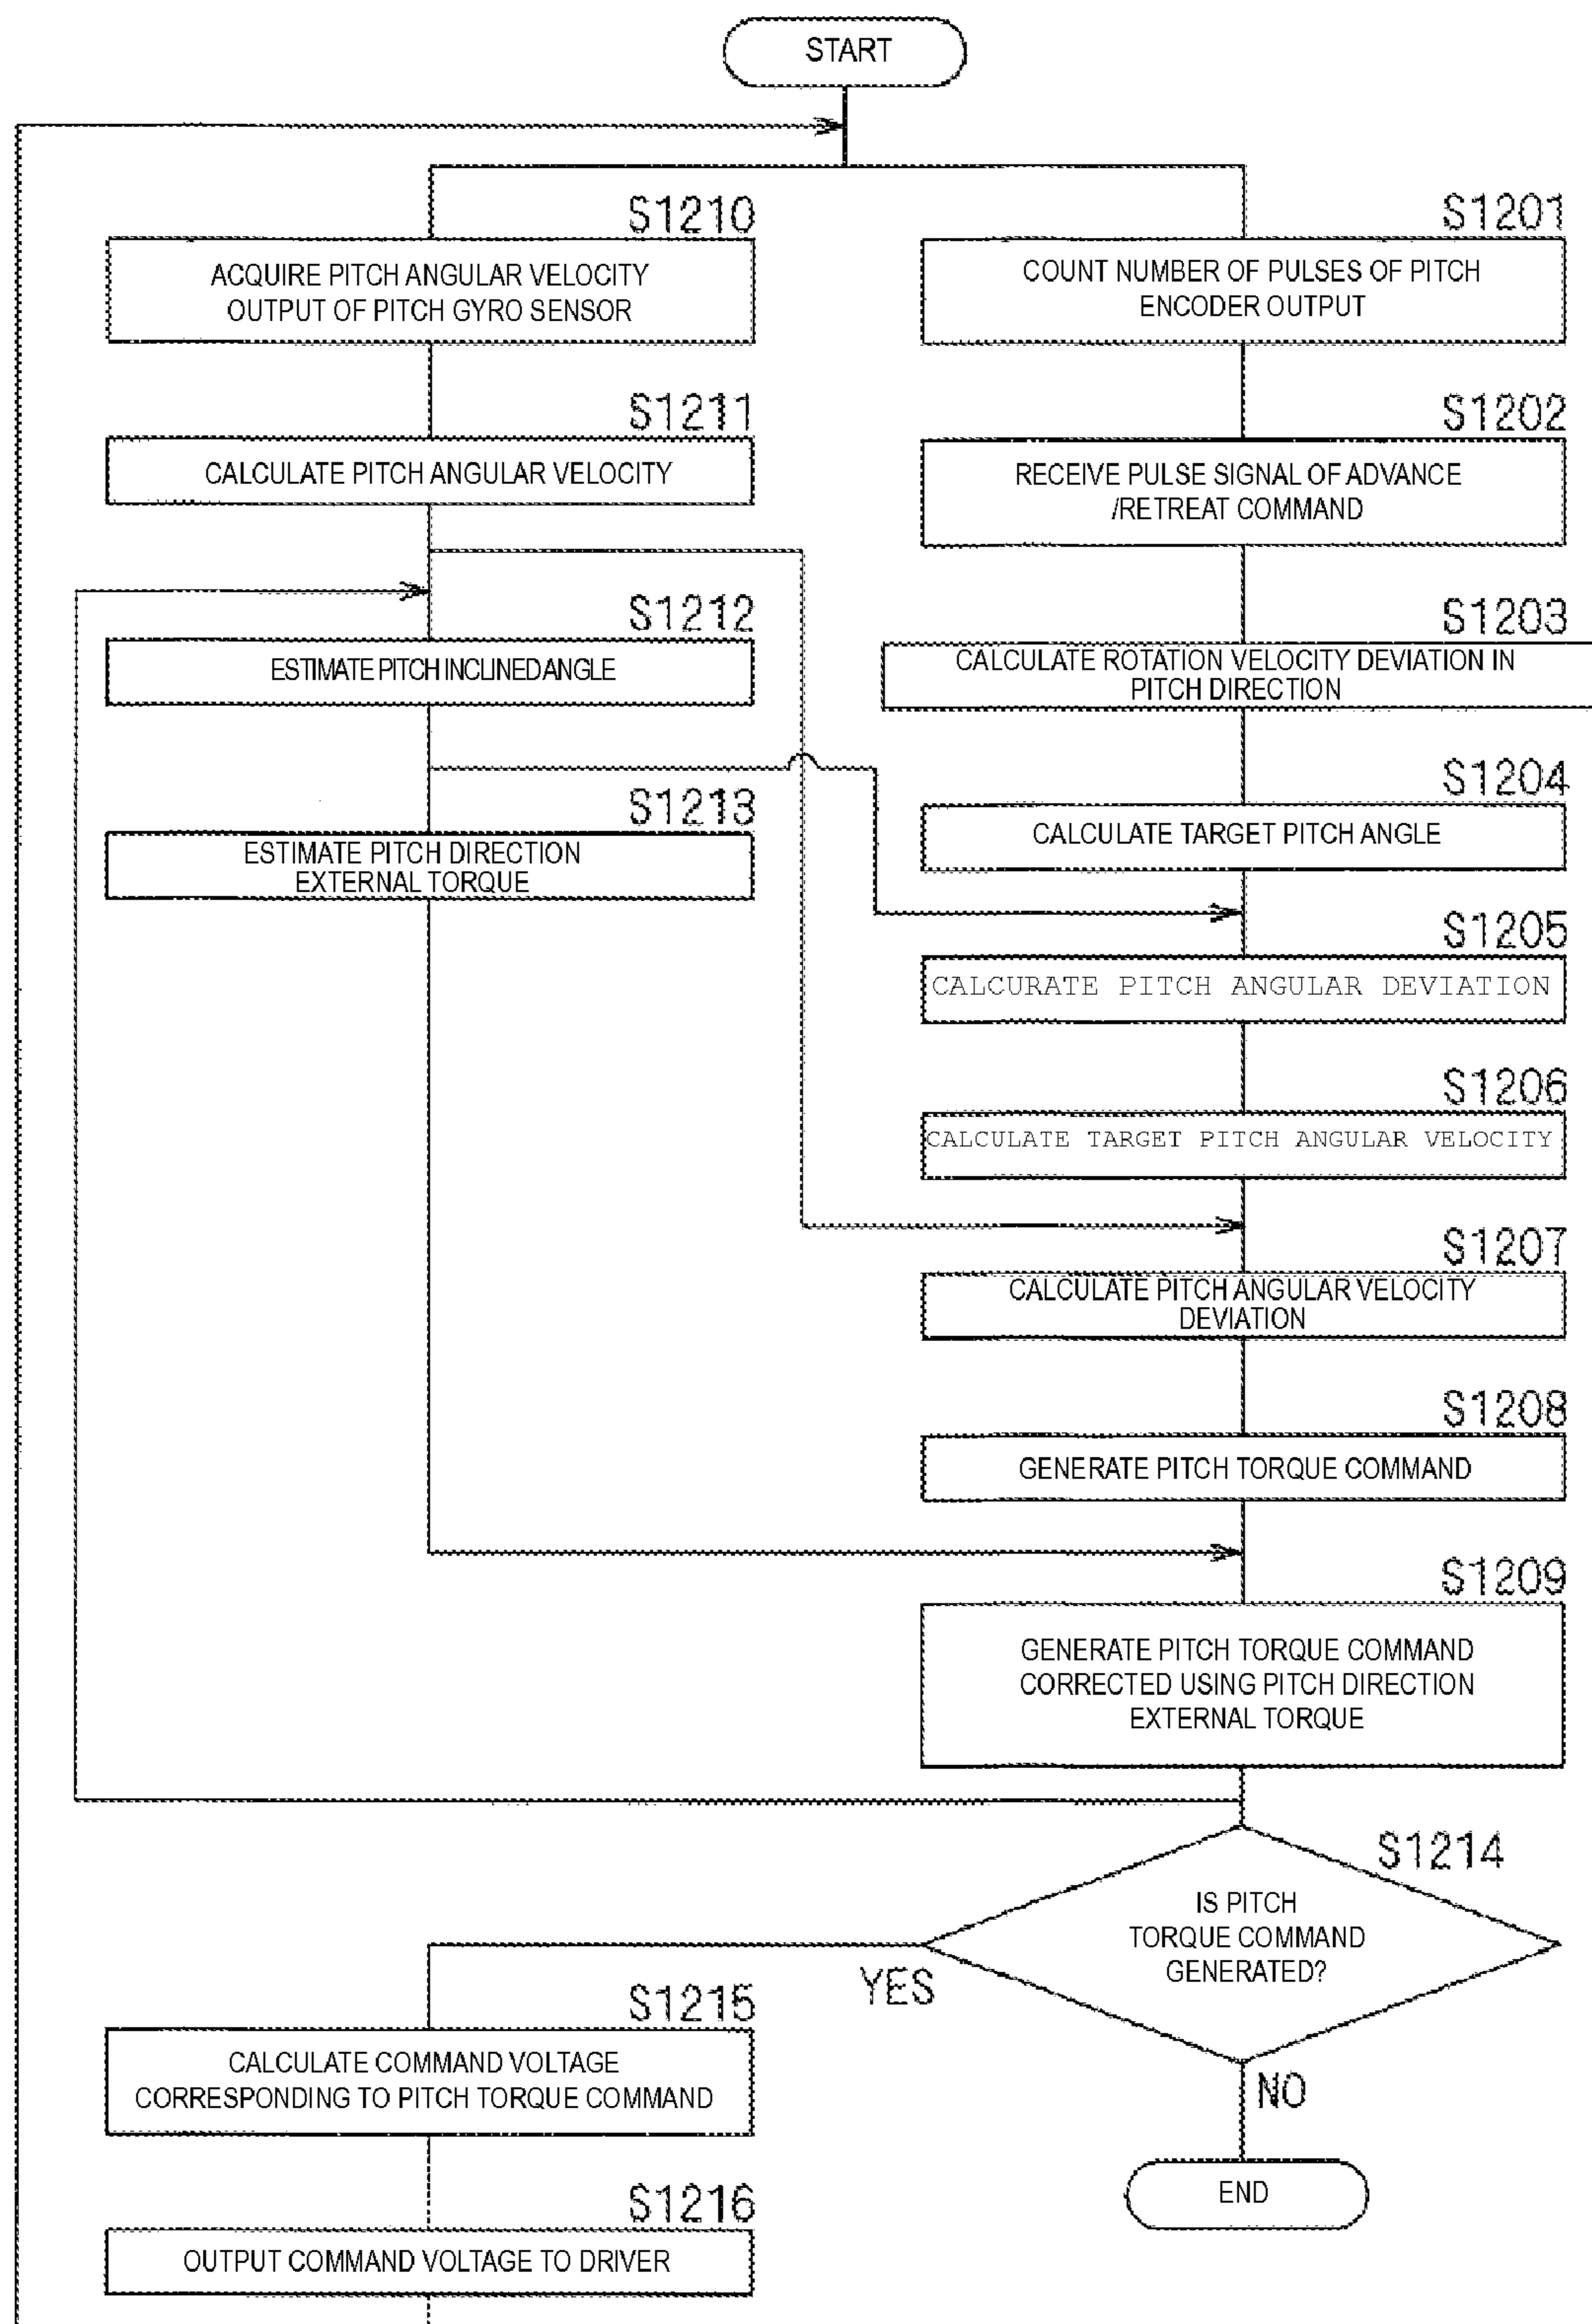 START
S1210
ACQUIRE PITCH ANGULAR VELOCITY
OUTPUT OF PITCH GYRO SENSOR
S1211
CALCULATE PITCH ANGULAR VELOCITY
S1212
ESTIMATE PITCH INCLINED ANGLE
S1213
ESTIMATE PITCH DIRECTION
EXTERNAL TORQUE
S1201
COUNT NUMBER OF PULSES OF PITCH
ENCODER OUTPUT
S1202
RECEIVE PULSE SIGNAL OF ADVANCE
/RETREAT COMMAND
S1203
CALCULATE ROTATION VELOCITY DEVIATION IN
PITCH DIRECTION
S1204
CALCULATE TARGET PITCH ANGLE
S1205
CALCURATE PITCH ANGULAR DEVIATION
S1206
CALCULATE TARGET PITCH ANGULAR VELOCITY
S1207
CALCULATE PITCH ANGULAR VELOCITY
DEVIATION
S1208
GENERATE PITCH TORQUE COMMAND
S1209
GENERATE PITCH TORQUE COMMAND
CORRECTED USING PITCH DIRECTION
EXTERNAL TORQUE
S1214
IS PITCH
TORQUE COMMAND
GENERATED?
YES
NO
S1215
CALCULATE COMMAND VOLTAGE
CORRESPONDING TO PITCH TORQUE COMMAND
S1216
OUTPUT COMMAND VOLTAGE TO DRIVER
END